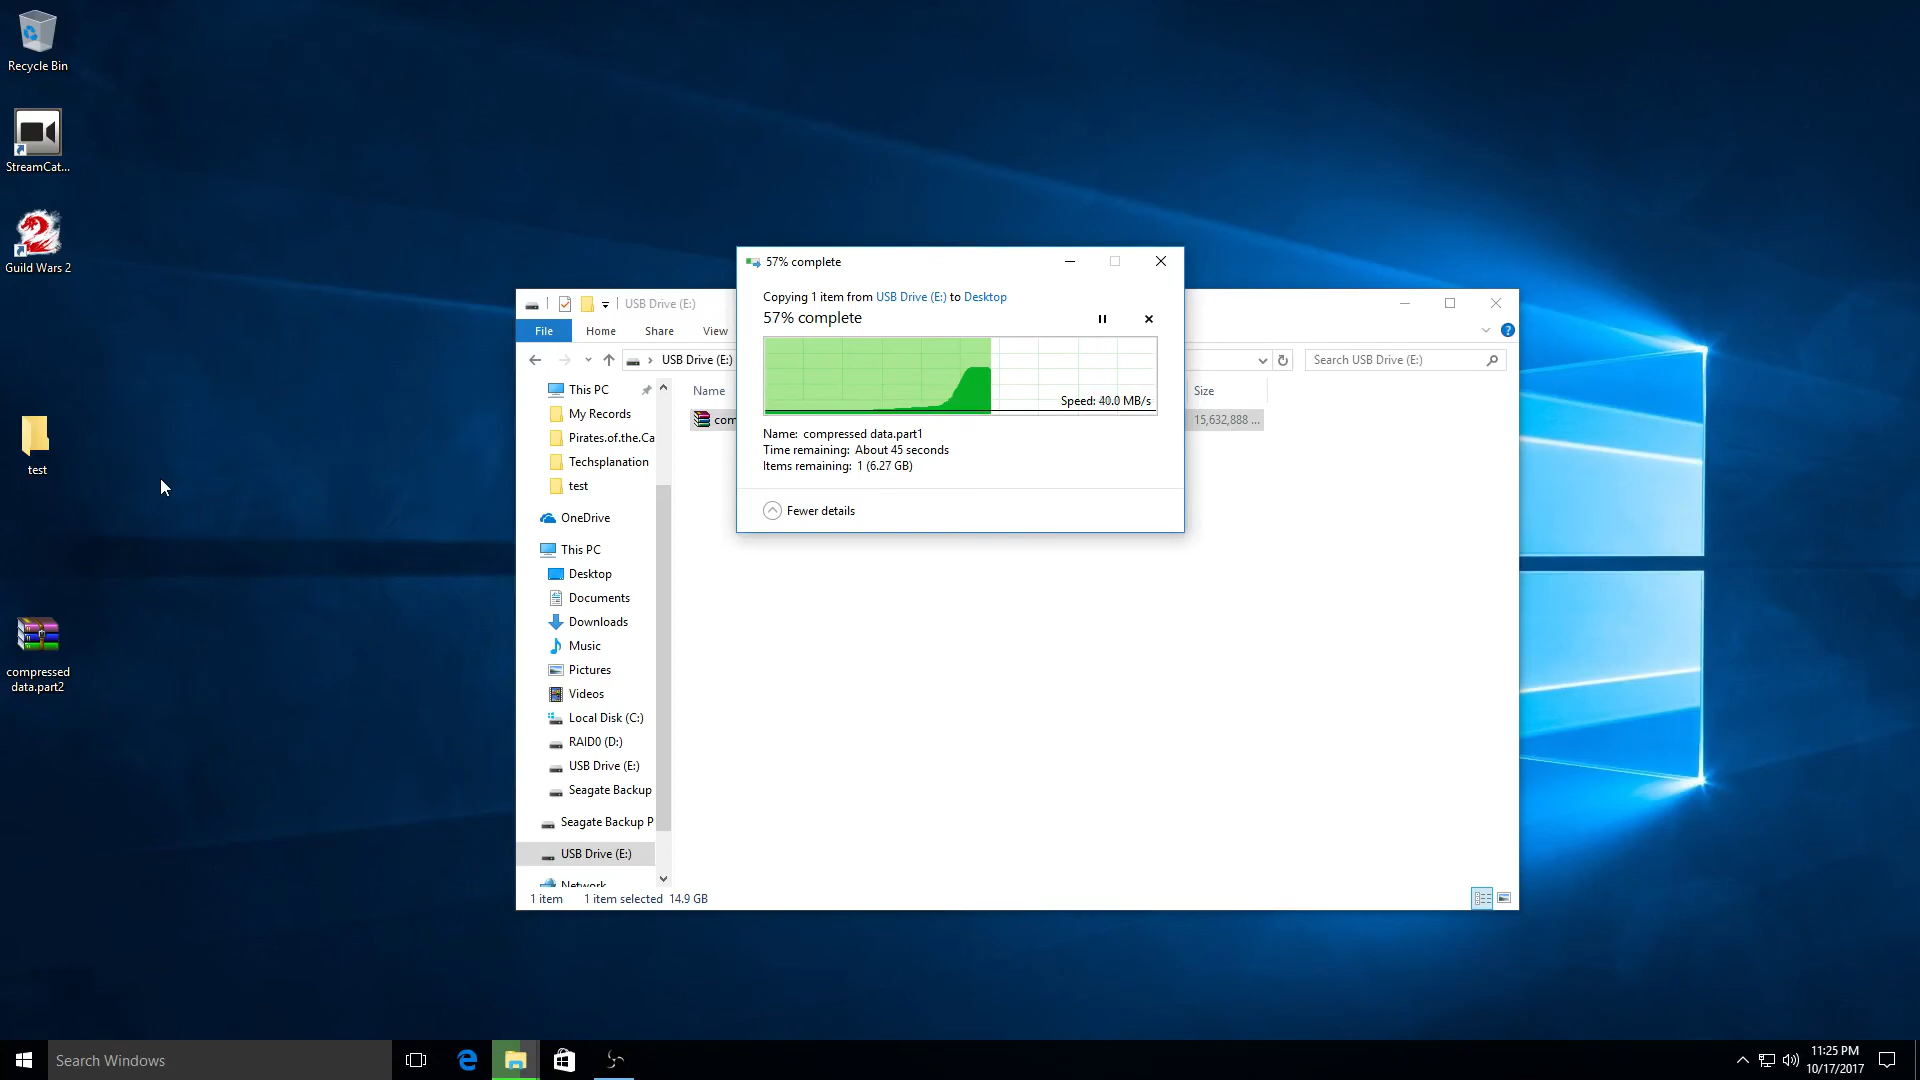 Recycle Bin
StreamCat...
Guild Wars 2
test
compressed
data.part2
57% complete
Copying 1 item from USB Drive (E:) to Desktop
57% complete
Speed: 40.0 MB/s
Name: compressed data.part1
Time remaining: About 45 seconds
Items remaining: 1 (6.27 GB)
Fewer details
USB Drive (E:)
File Home Share View
USB Drive (E:)
Search USB Drive (E:)
Name Size
com 15,632,888 ...
This PC
My Records
Pirates.of.the.Ca
Techsplanation
test
OneDrive
This PC
Desktop
Documents
Downloads
Music
Pictures
Videos
Local Disk (C:)
RAID0 (D:)
USB Drive (E:)
Seagate Backup
Seagate Backup P
USB Drive (E:)
Network
1 item 1 item selected 14.9 GB
Search Windows
11:25 PM
10/17/2017